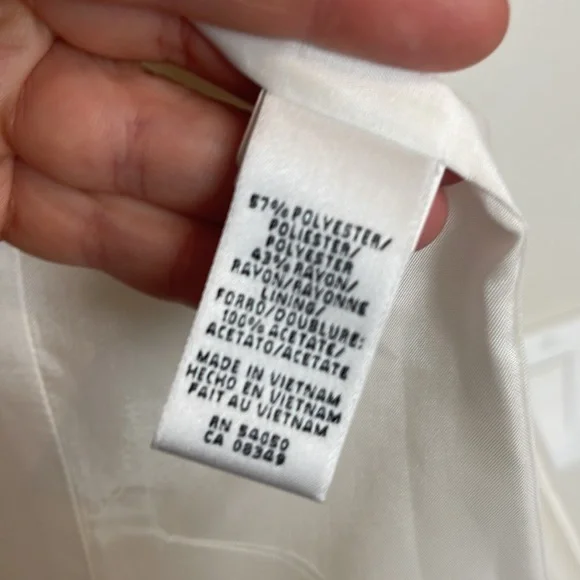 57% POLYESTER/
POLIESTER/
POLYESTER
43% RAYON/
RAYON/RAYONNE
LINING/
FORRO/DOUBLURE:
100% ACETATE/
ACETATO/ACETATE
MADE IN VIETNAM
HECHO EN VIETNAM
FAIT AU VIETNAM
RN 54050
CA 08349